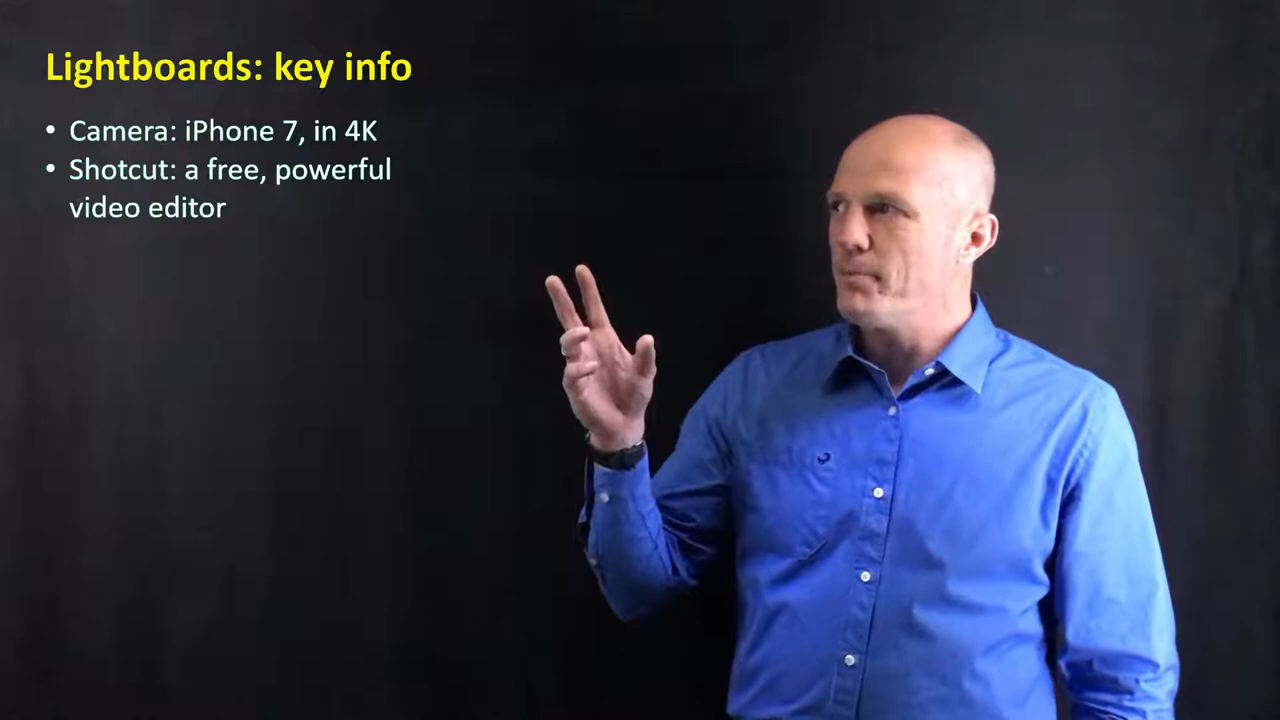 Lightboards: key info
• Camera: iPhone 7, in 4K
• Shotcut: a free, powerful
video editor